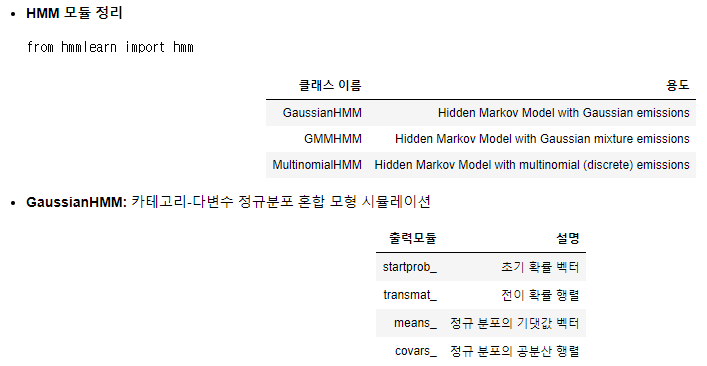 HMM 모듈 정리
from hmmlearn import hmm
클래스 이름 용도
GaussianHMM Hidden Markov Model with Gaussian emissions
GMMHMM Hidden Markov Model with Gaussian mixture emissions
MultinomialHMM Hidden Markov Model with multinomial (discrete) emissions
GaussianHMM: 카테고리-다변수 정규분포 혼합 모형 시뮬레이션
출력모듈 설명
startprob_ 초기 확률 벡터
transmat_ 전이 확률 행렬
means_ 정규 분포의 기댓값 벡터
covars_ 정규 분포의 공분산 행렬